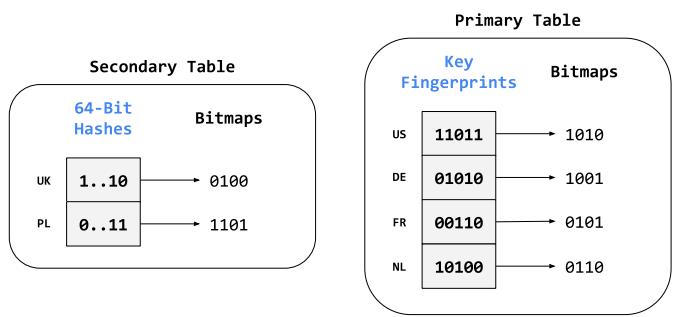 Secondary Table
64-Bit
Hashes
Bitmaps
UK 1..10 0100
PL 0..11 1101
Primary Table
Key
Fingerprints
Bitmaps
US 11011 1010
DE 01010 1001
FR 00110 0101
NL 10100 0110